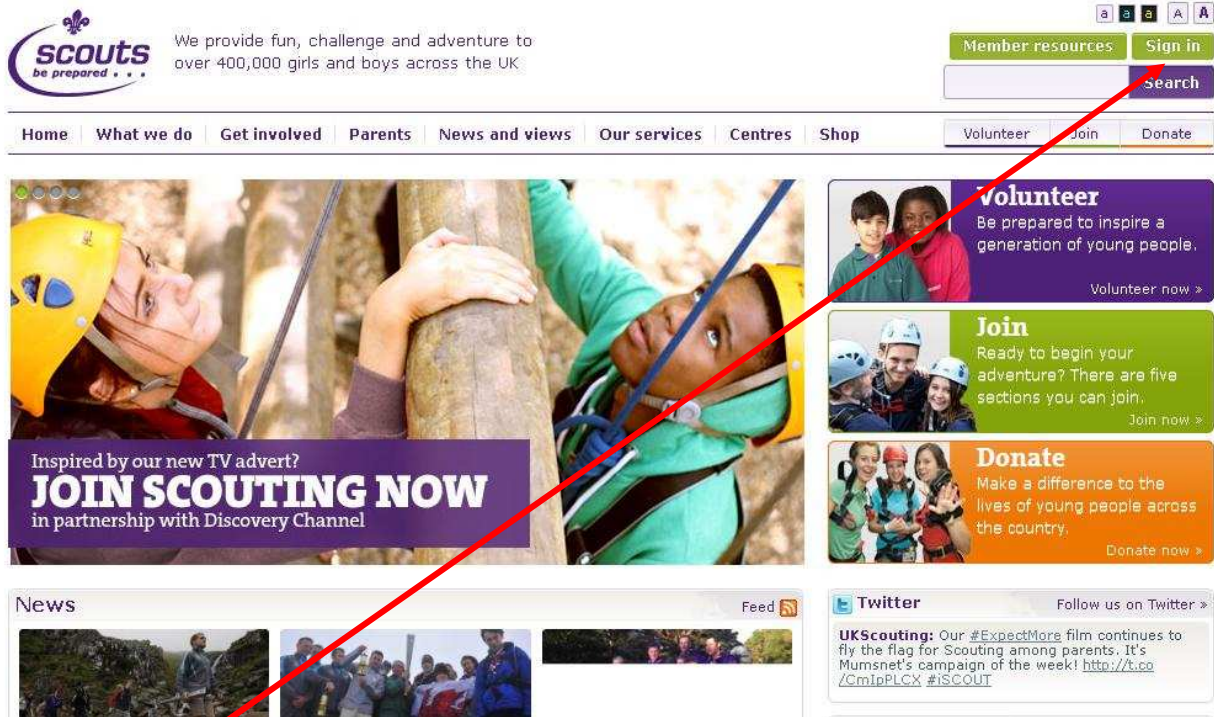 a a a A A
scouts
be prepared . . .
We provide fun, challenge and adventure to
over 400,000 girls and boys across the UK
Member resources Sign in
Search
Home What we do Get involved Parents News and views Our services Centres Shop
Volunteer Join Donate
Inspired by our new TV advert?
JOIN SCOUTING NOW
in partnership with Discovery Channel
Volunteer
Be prepared to inspire a
generation of young people.
Volunteer now »
Join
Ready to begin your
adventure? There are five
sections you can join.
Join now »
Donate
Make a difference to the
lives of young people across
the country.
Donate now »
News Feed
Twitter Follow us on Twitter »
UKScouting: Our #ExpectMore film continues to
fly the flag for Scouting among parents. It's
Mumsnet's campaign of the week! http://t.co
/CmIpPLCX #iSCOUT